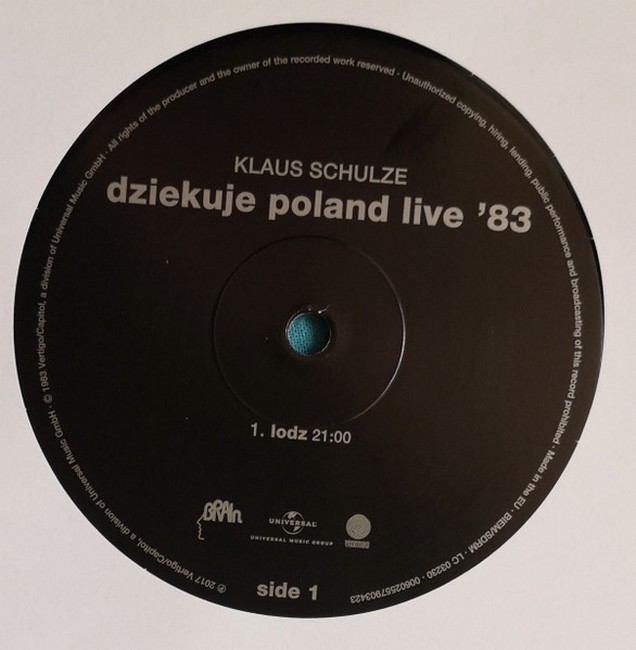 KLAUS SCHULZE
dziekuje poland live '83
1. lodz 21:00
BRAIN
UNIVERSAL
UNIVERSAL MUSIC GROUP
side 1
℗ 2017 Vertigo/Capitol, a division of Universal Music GmbH · © 1983 Vertigo/Capitol, a division of Universal Music GmbH · All rights of the producer and the owner of the recorded work reserved · Unauthorized copying, hiring, lending, public performance and broadcasting of this record prohibited · Made in the EU · BIEM/SDRM · LC 03230 · 00602557903423